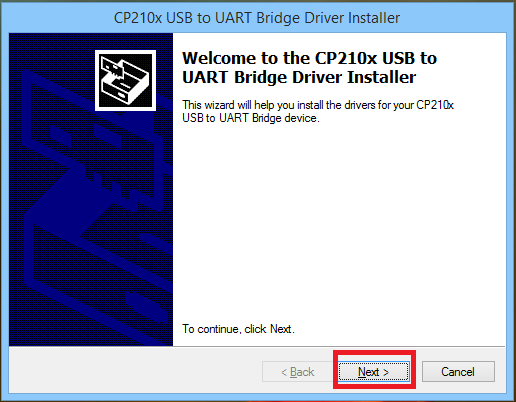 CP210x USB to UART Bridge Driver Installer
Welcome to the CP210x USB to
UART Bridge Driver Installer
This wizard will help you install the drivers for your CP210x
USB to UART Bridge device.
To continue, click Next.
< Back
Next >
Cancel